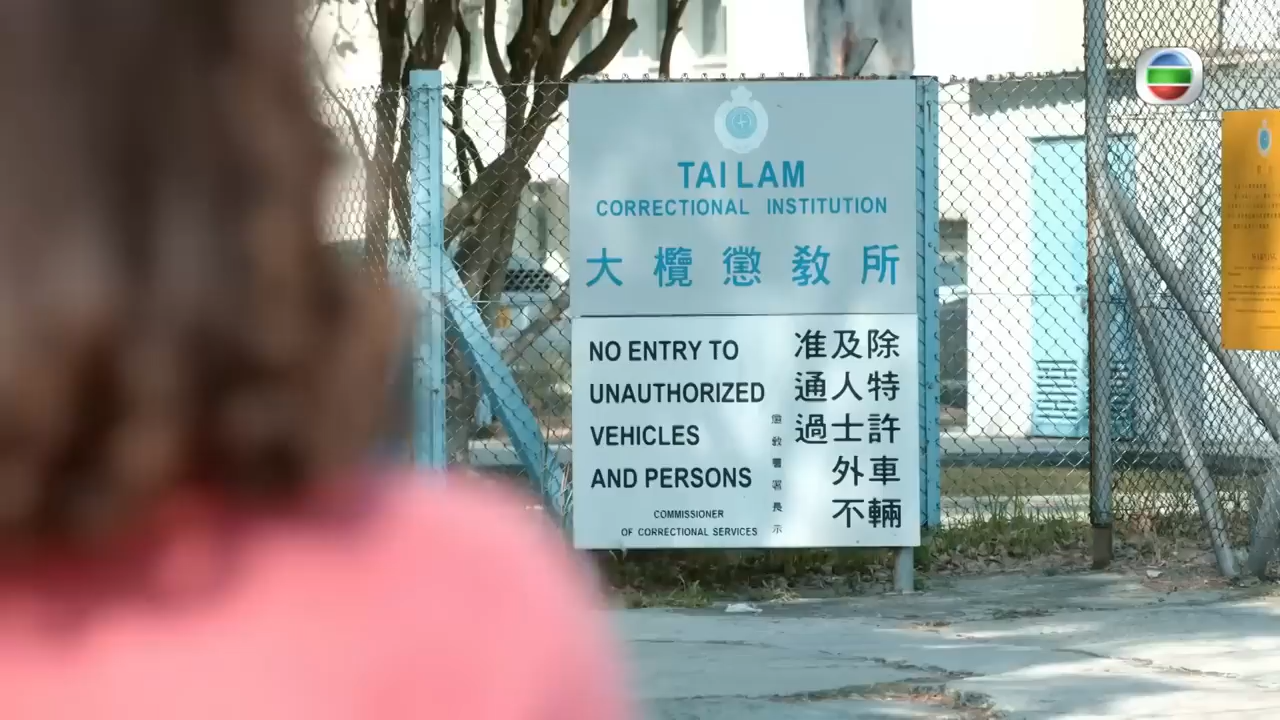 TAI LAM
CORRECTIONAL INSTITUTION
大欖懲教所
NO ENTRY TO
UNAUTHORIZED
VEHICLES
AND PERSONS
COMMISSIONER
OF CORRECTIONAL SERVICES
除特許車輛
及人士外不
准通過
懲教署署長示